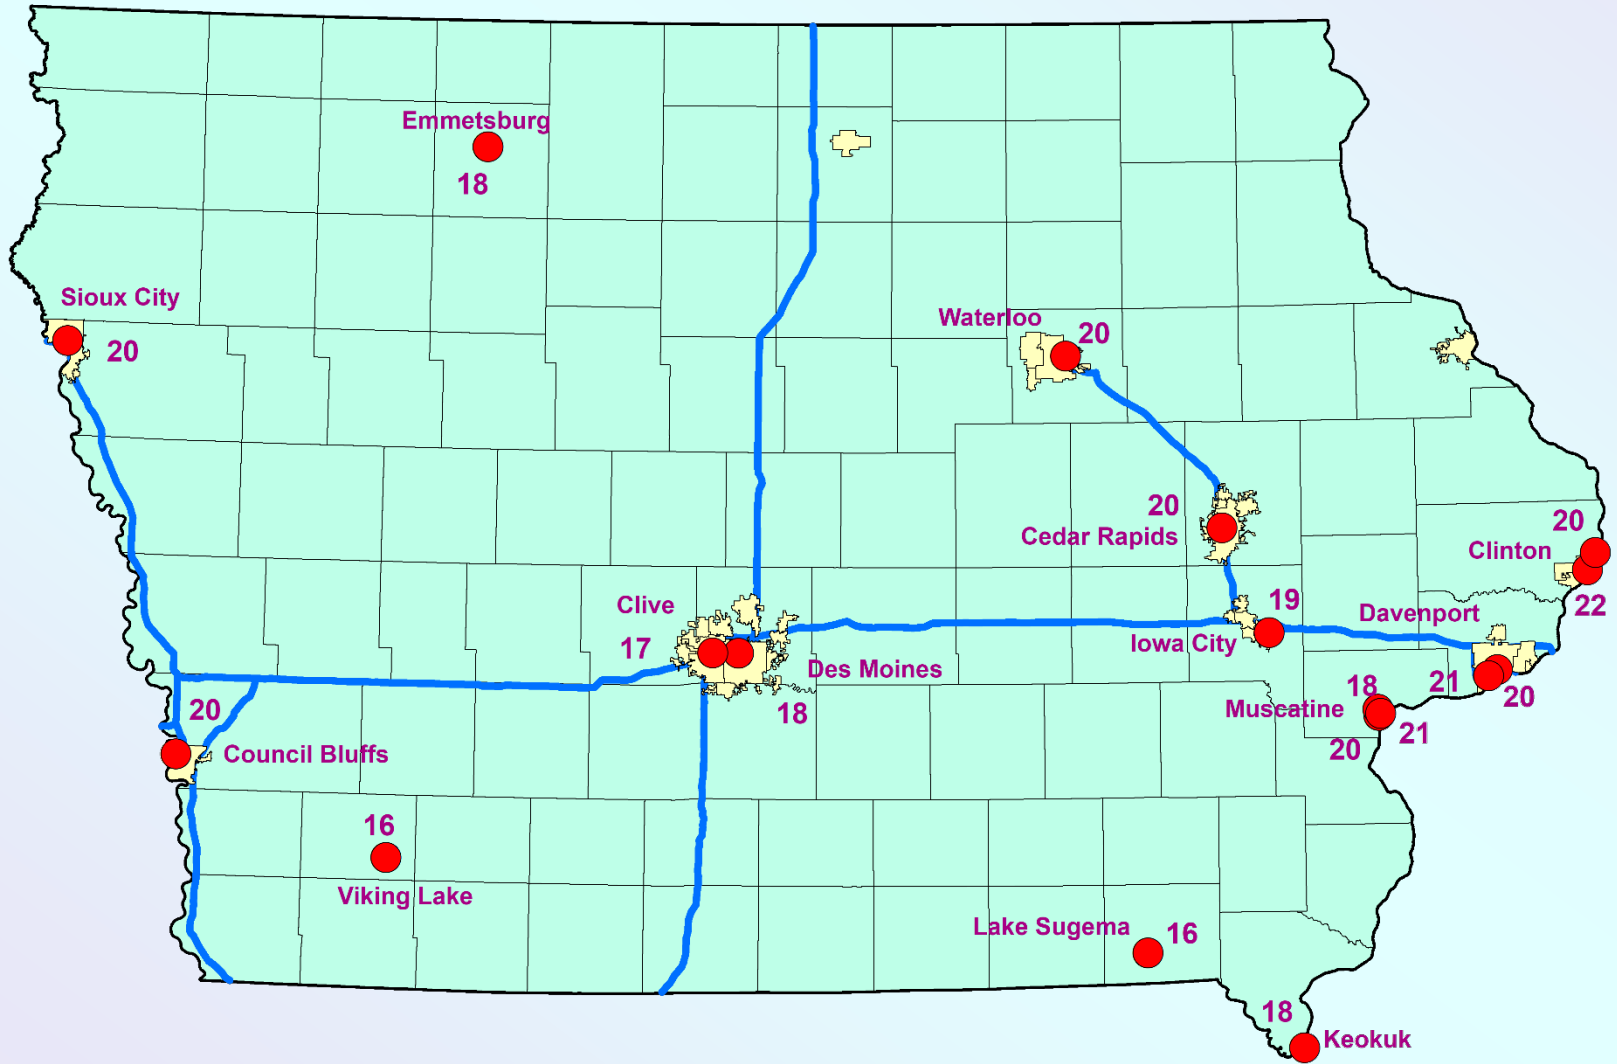 Emmetsburg
18
Sioux City
20
Waterloo
20
20
Cedar Rapids
20
Clinton
22
Clive
17
Des Moines
18
19
Iowa City
Davenport
21
20
18
Muscatine
21
20
20
Council Bluffs
16
Viking Lake
Lake Sugema
16
18
Keokuk